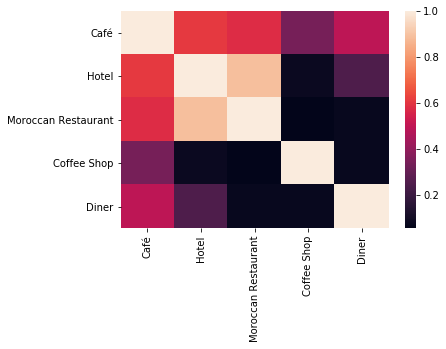 Café
Hotel
Moroccan Restaurant
Coffee Shop
Diner
Café
Hotel
Moroccan Restaurant
Coffee Shop
Diner
1.0
0.8
0.6
0.4
0.2